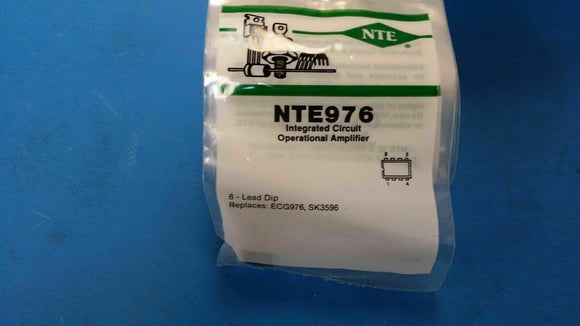 NTE
NTE976
Integrated Circuit
Operational Amplifier
8 5
1 4
8 - Lead Dip
Replaces: ECG976, SK3596